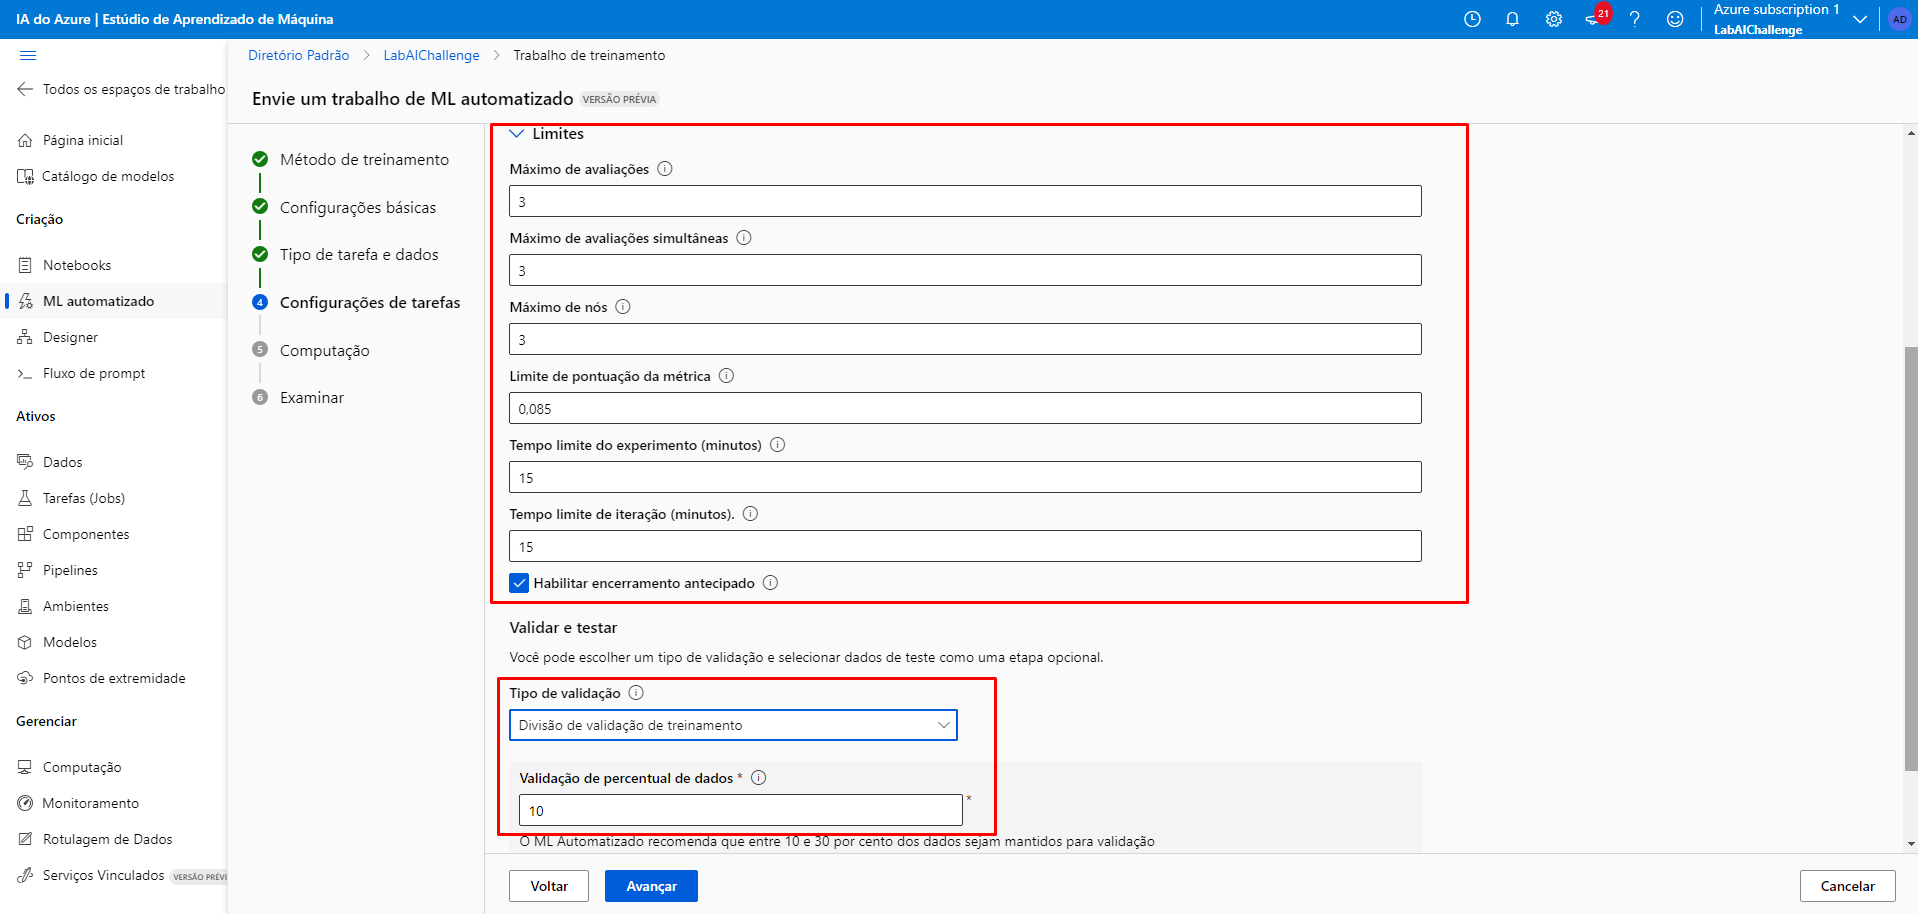 IA do Azure | Estúdio de Aprendizado de Máquina
21
Azure subscription 1
LabAIChallenge
AD
Todos os espaços de trabalho
Página inicial
Catálogo de modelos
Criação
Notebooks
ML automatizado
Designer
Fluxo de prompt
Ativos
Dados
Tarefas (Jobs)
Componentes
Pipelines
Ambientes
Modelos
Pontos de extremidade
Gerenciar
Computação
Monitoramento
Rotulagem de Dados
Serviços Vinculados VERSÃO PRÉVI
Diretório Padrão > LabAIChallenge > Trabalho de treinamento
Envie um trabalho de ML automatizado VERSÃO PRÉVIA
Método de treinamento
Configurações básicas
Tipo de tarefa e dados
4 Configurações de tarefas
5 Computação
6 Examinar
Limites
Máximo de avaliações
3
Máximo de avaliações simultâneas
3
Máximo de nós
3
Limite de pontuação da métrica
0,085
Tempo limite do experimento (minutos)
15
Tempo limite de iteração (minutos).
15
Habilitar encerramento antecipado
Validar e testar
Você pode escolher um tipo de validação e selecionar dados de teste como uma etapa opcional.
Tipo de validação
Divisão de validação de treinamento
Validação de percentual de dados *
10 *
O ML Automatizado recomenda que entre 10 e 30 por cento dos dados sejam mantidos para validação
Voltar
Avançar
Cancelar